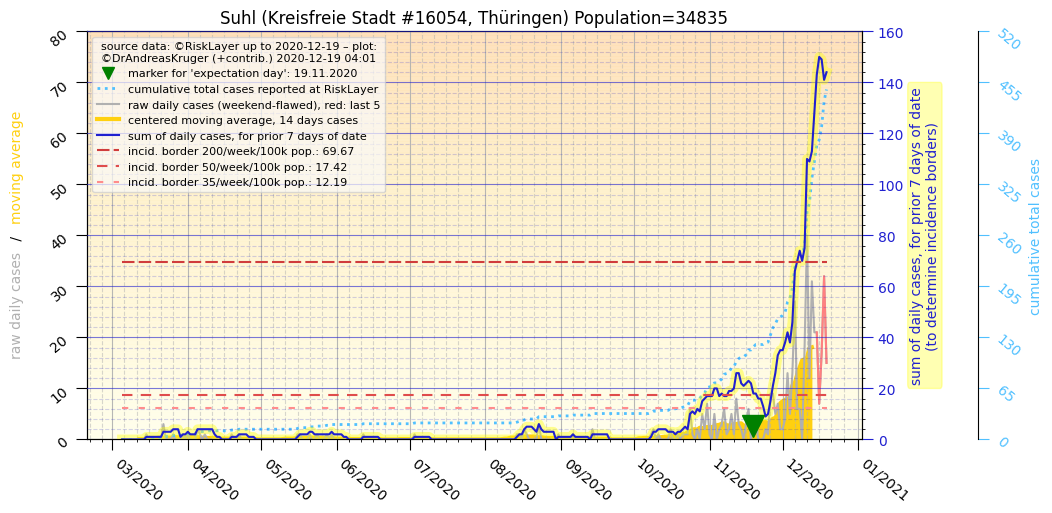 Suhl (Kreisfreie Stadt #16054, Thüringen) Population=34835
source data: ©RiskLayer up to 2020-12-19 – plot:
©DrAndreasKruger (+contrib.) 2020-12-19 04:01
marker for 'expectation day': 19.11.2020
cumulative total cases reported at RiskLayer
raw daily cases (weekend-flawed), red: last 5
centered moving average, 14 days cases
sum of daily cases, for prior 7 days of date
incid. border 200/week/100k pop.: 69.67
incid. border 50/week/100k pop.: 17.42
incid. border 35/week/100k pop.: 12.19
raw daily cases / moving average
80
70
60
50
40
30
20
10
0
03/2020
04/2020
05/2020
06/2020
07/2020
08/2020
09/2020
10/2020
11/2020
12/2020
01/2021
160
140
120
100
80
60
40
20
0
sum of daily cases, for prior 7 days of date
(to determine incidence borders)
520
455
390
325
260
195
130
65
0
cumulative total cases